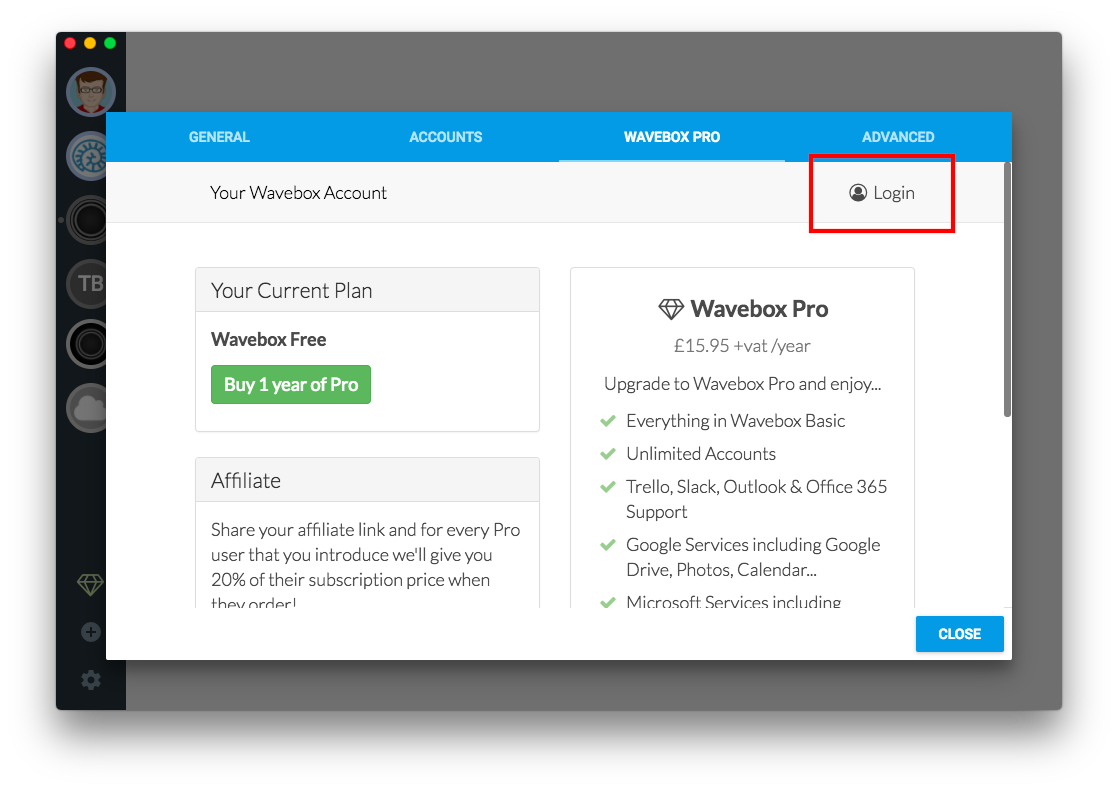 GENERAL
ACCOUNTS
WAVEBOX PRO
ADVANCED
Your Wavebox Account
Login
TB
Your Current Plan
Wavebox Free
Buy 1 year of Pro
Affiliate
Share your affiliate link and for every Pro
user that you introduce we'll give you
20% of their subscription price when
they order!
Wavebox Pro
£15.95 +vat /year
Upgrade to Wavebox Pro and enjoy...
Everything in Wavebox Basic
Unlimited Accounts
Trello, Slack, Outlook & Office 365
Support
Google Services including Google
Drive, Photos, Calendar...
Microsoft Services including
CLOSE